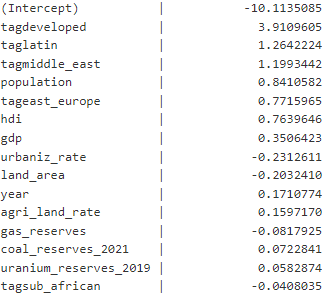 (Intercept) | -10.1135085
tagdeveloped | 3.9109605
taglatin | 1.2642224
tagmiddle_east | 1.1993442
population | 0.8410582
tageast_europe | 0.7715965
hdi | 0.7639646
gdp | 0.3506423
urbaniz_rate | -0.2312611
land_area | -0.2032410
year | 0.1710774
agri_land_rate | 0.1597170
gas_reserves | -0.0817925
coal_reserves_2021 | 0.0722841
uranium_reserves_2019 | 0.0582874
tagsub_african | -0.0408035